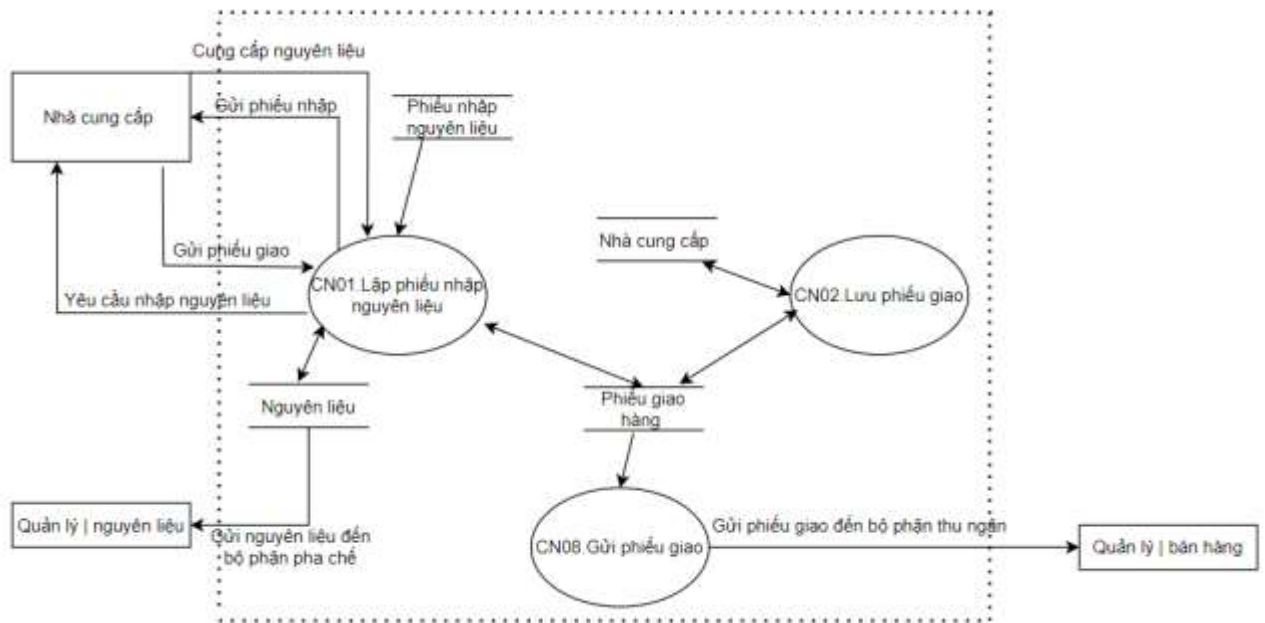 Cung cấp nguyên liệu
Nhà cung cấp
Gửi phiếu nhập
Phiếu nhập
nguyên liệu
Nhà cung cấp
Gửi phiếu giao
CN01.Lập phiếu nhập
nguyên liệu
Yêu cầu nhập nguyên liệu
CN02.Lưu phiếu giao
Nguyên liệu
Phiếu giao
hàng
Quản lý | nguyên liệu
Gửi nguyên liệu đến
bộ phận pha chế
CN08.Gửi phiếu giao
Gửi phiếu giao đến bộ phận thu ngân
Quản lý | bán hàng